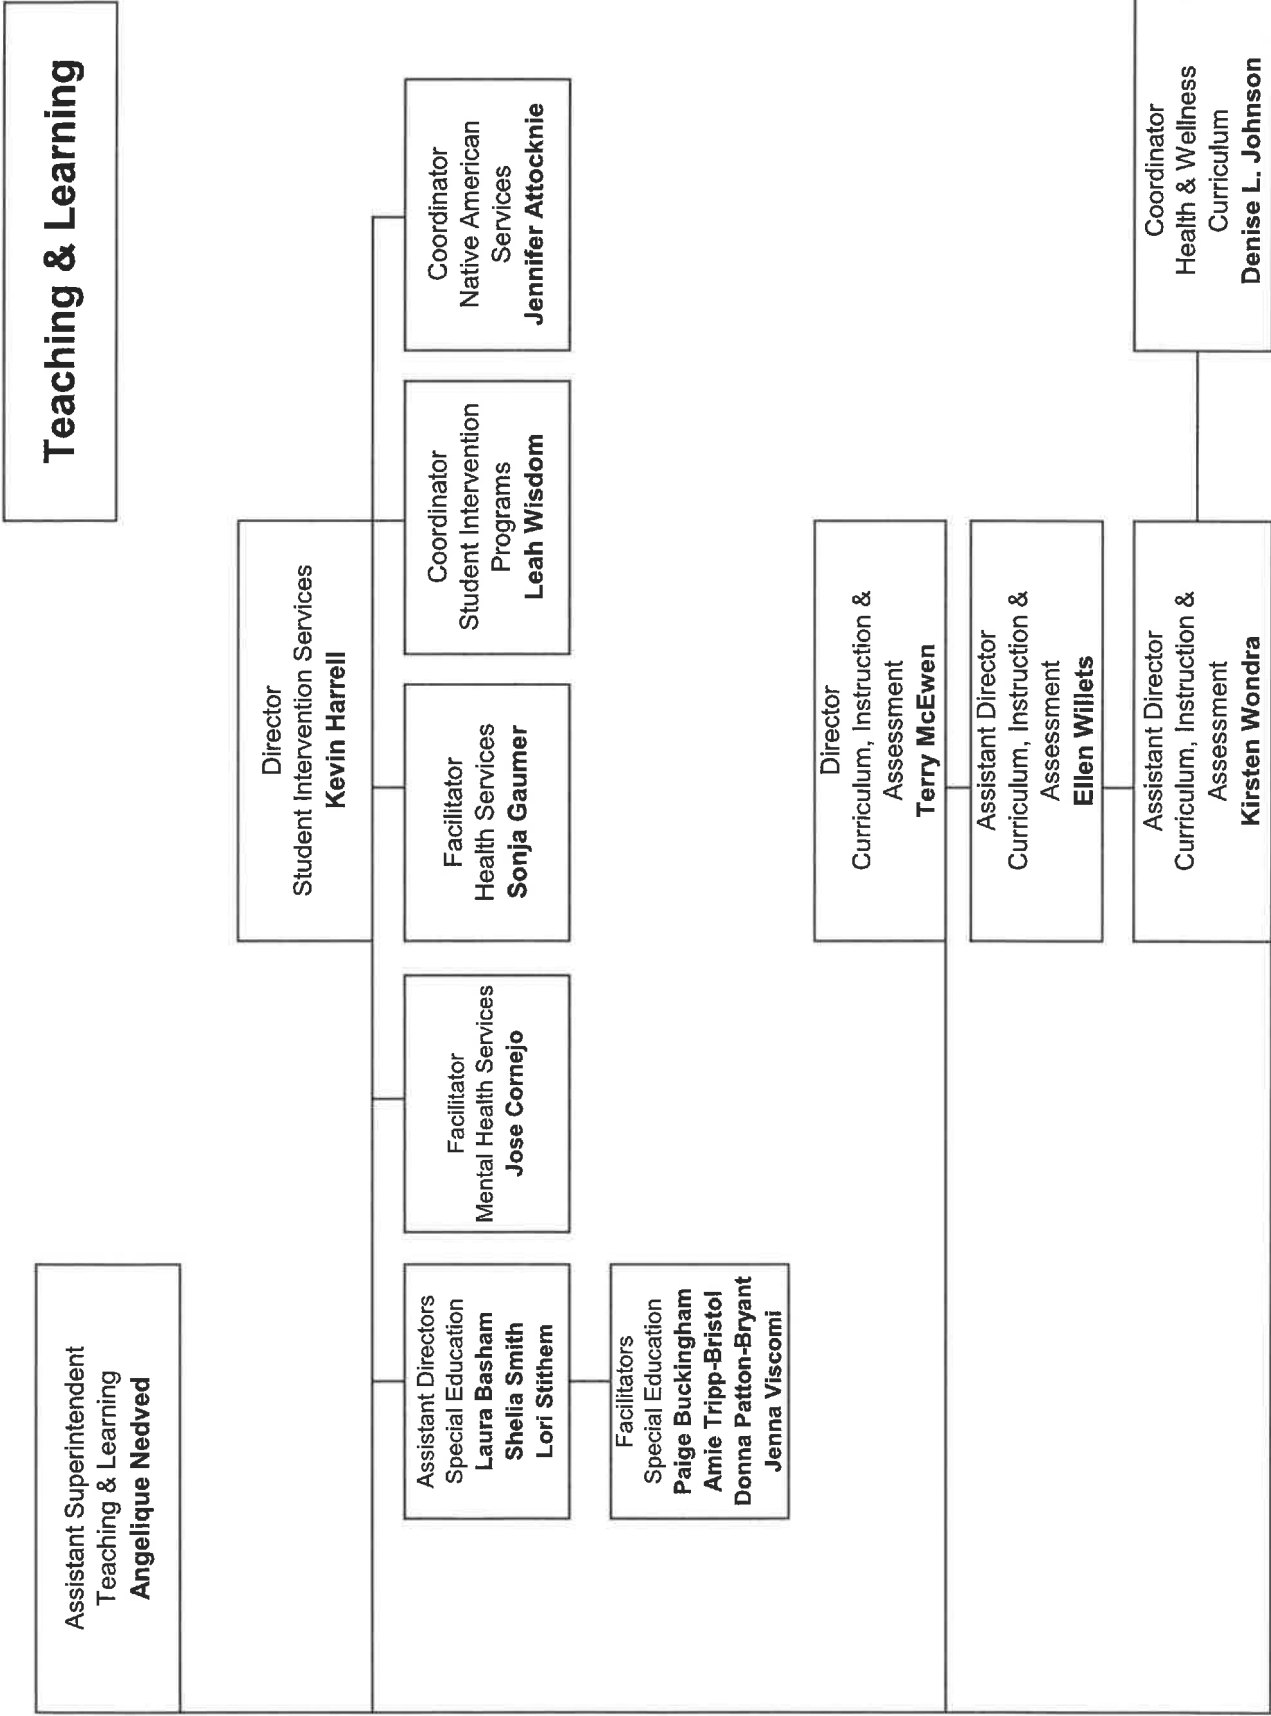 Teaching & Learning
Assistant Superintendent
Teaching & Learning
Angelique Nedved
Director
Student Intervention Services
Kevin Harrell
Assistant Directors
Special Education
Laura Basham
Shelia Smith
Lori Stithem
Facilitator
Mental Health Services
Jose Cornejo
Facilitator
Health Services
Sonja Gaumer
Coordinator
Student Intervention
Programs
Leah Wisdom
Coordinator
Native American
Services
Jennifer Attocknie
Facilitators
Special Education
Paige Buckingham
Amie Tripp-Bristol
Donna Patton-Bryant
Jenna Viscomi
Director
Curriculum, Instruction &
Assessment
Terry McEwen
Assistant Director
Curriculum, Instruction &
Assessment
Ellen Willets
Assistant Director
Curriculum, Instruction &
Assessment
Kirsten Wondra
Coordinator
Health & Wellness
Curriculum
Denise L. Johnson